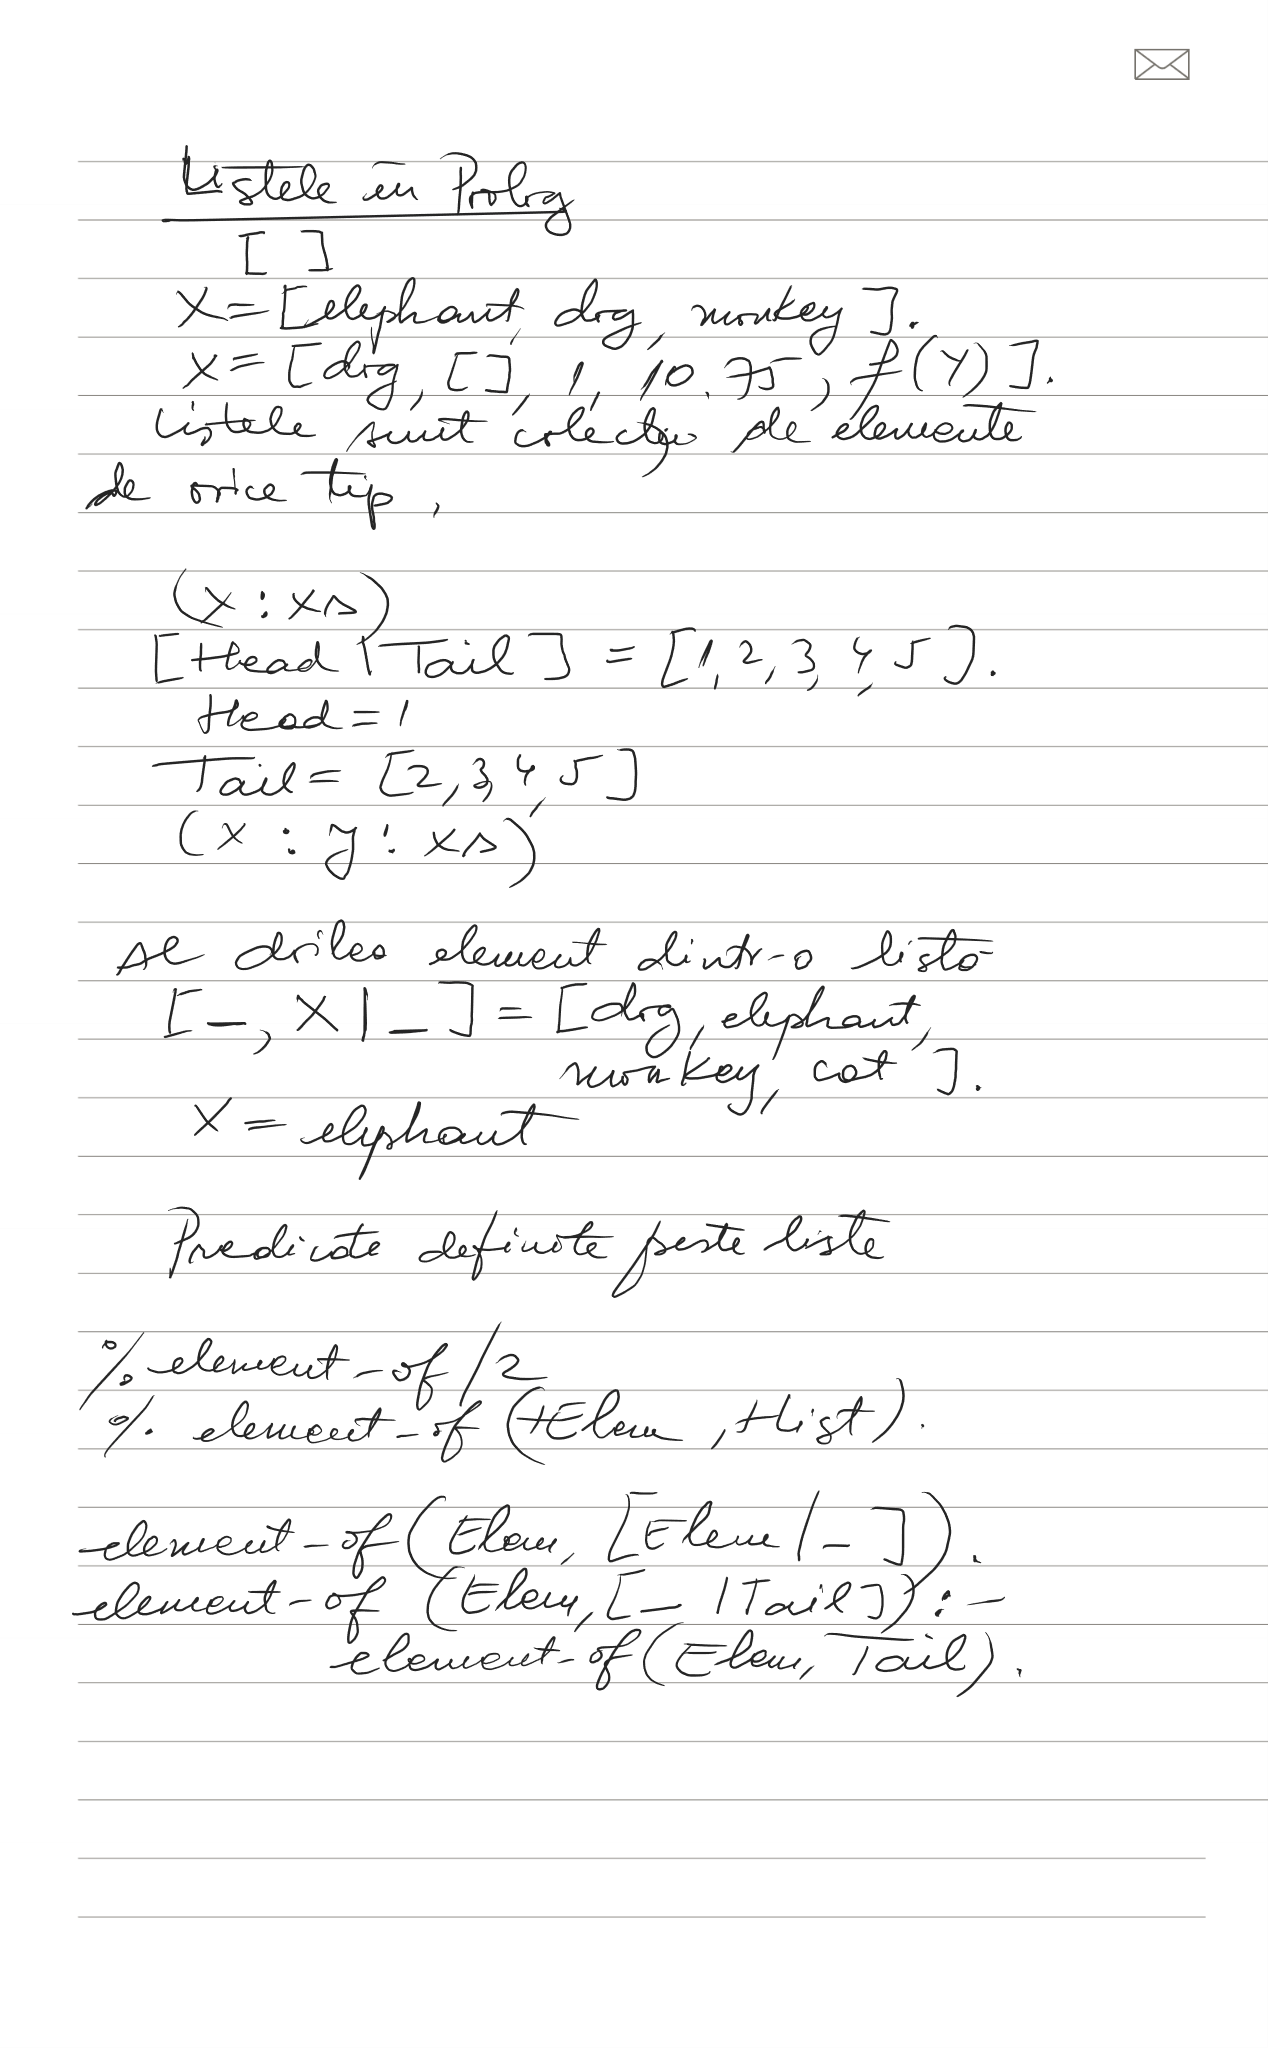 Listele în Prolog
[ ]
X = [elephant, dog, monkey].
X = [dog, [], 1, 10.75, f(Y)].
Listele sunt colecții de elemente
de orice tip.
(x : xs)
[Head | Tail] = [1, 2, 3, 4, 5].
Head = 1
Tail = [2, 3, 4, 5]
(x : y : xs)
Al doilea element dintr-o listă
[_, X | _] = [dog, elephant,
monkey, cat].
X = elephant
Predicate definite peste liste
% element_of/2
% element_of(+Elem, +List).
element_of(Elem, [Elem | _]).
element_of(Elem, [_ | Tail]) :-
element_of(Elem, Tail).